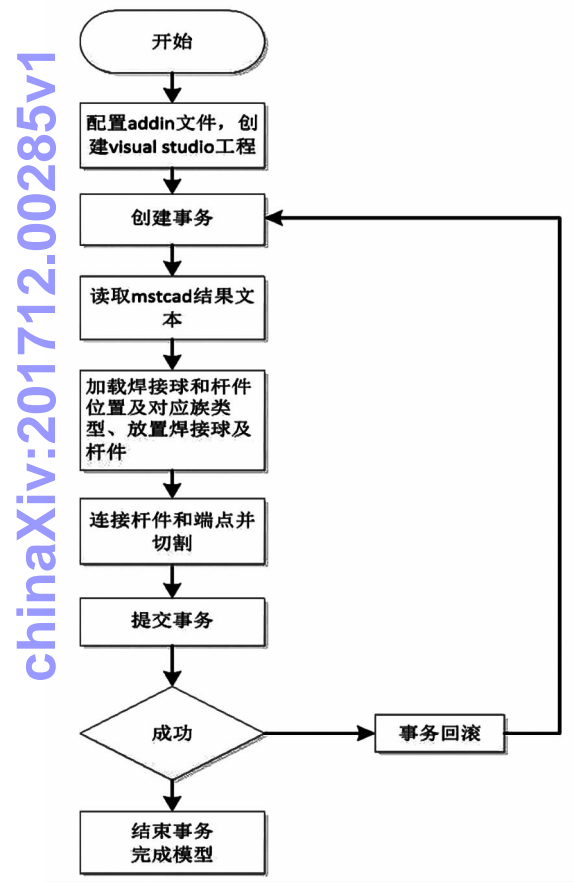 chinaXiv:201712.00285v1
开始
配置addin文件，创
建visual studio工程
创建事务
读取mstcad结果文
本
加载焊接球和杆件
位置及对应族类
型、放置焊接球及
杆件
连接杆件和端点并
切割
提交事务
成功
事务回滚
结束事务
完成模型